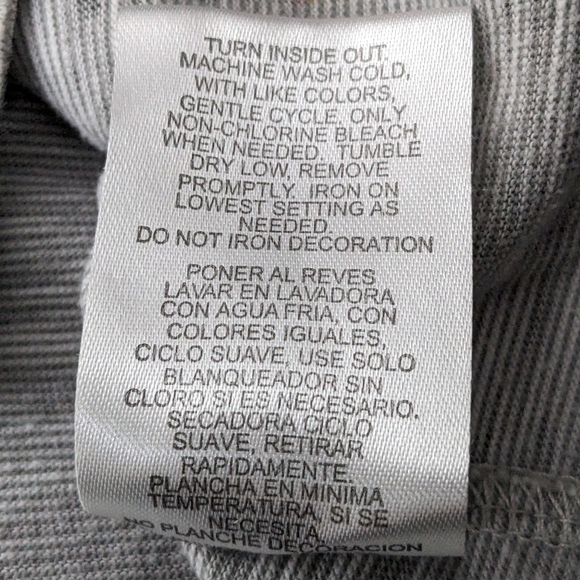 TURN INSIDE OUT.
MACHINE WASH COLD,
WITH LIKE COLORS,
GENTLE CYCLE, ONLY
NON-CHLORINE BLEACH
WHEN NEEDED. TUMBLE
DRY LOW, REMOVE
PROMPTLY. IRON ON
LOWEST SETTING AS
NEEDED.
DO NOT IRON DECORATION
PONER AL REVES
LAVAR EN LAVADORA
CON AGUA FRIA, CON
COLORES IGUALES,
CICLO SUAVE, USE SOLO
BLANQUEADOR SIN
CLORO SI ES NECESARIO.
SECADORA CICLO
SUAVE, RETIRAR
RAPIDAMENTE.
PLANCHA EN MINIMA
TEMPERATURA, SI SE
NECESITA.
NO PLANCHE DECORACION